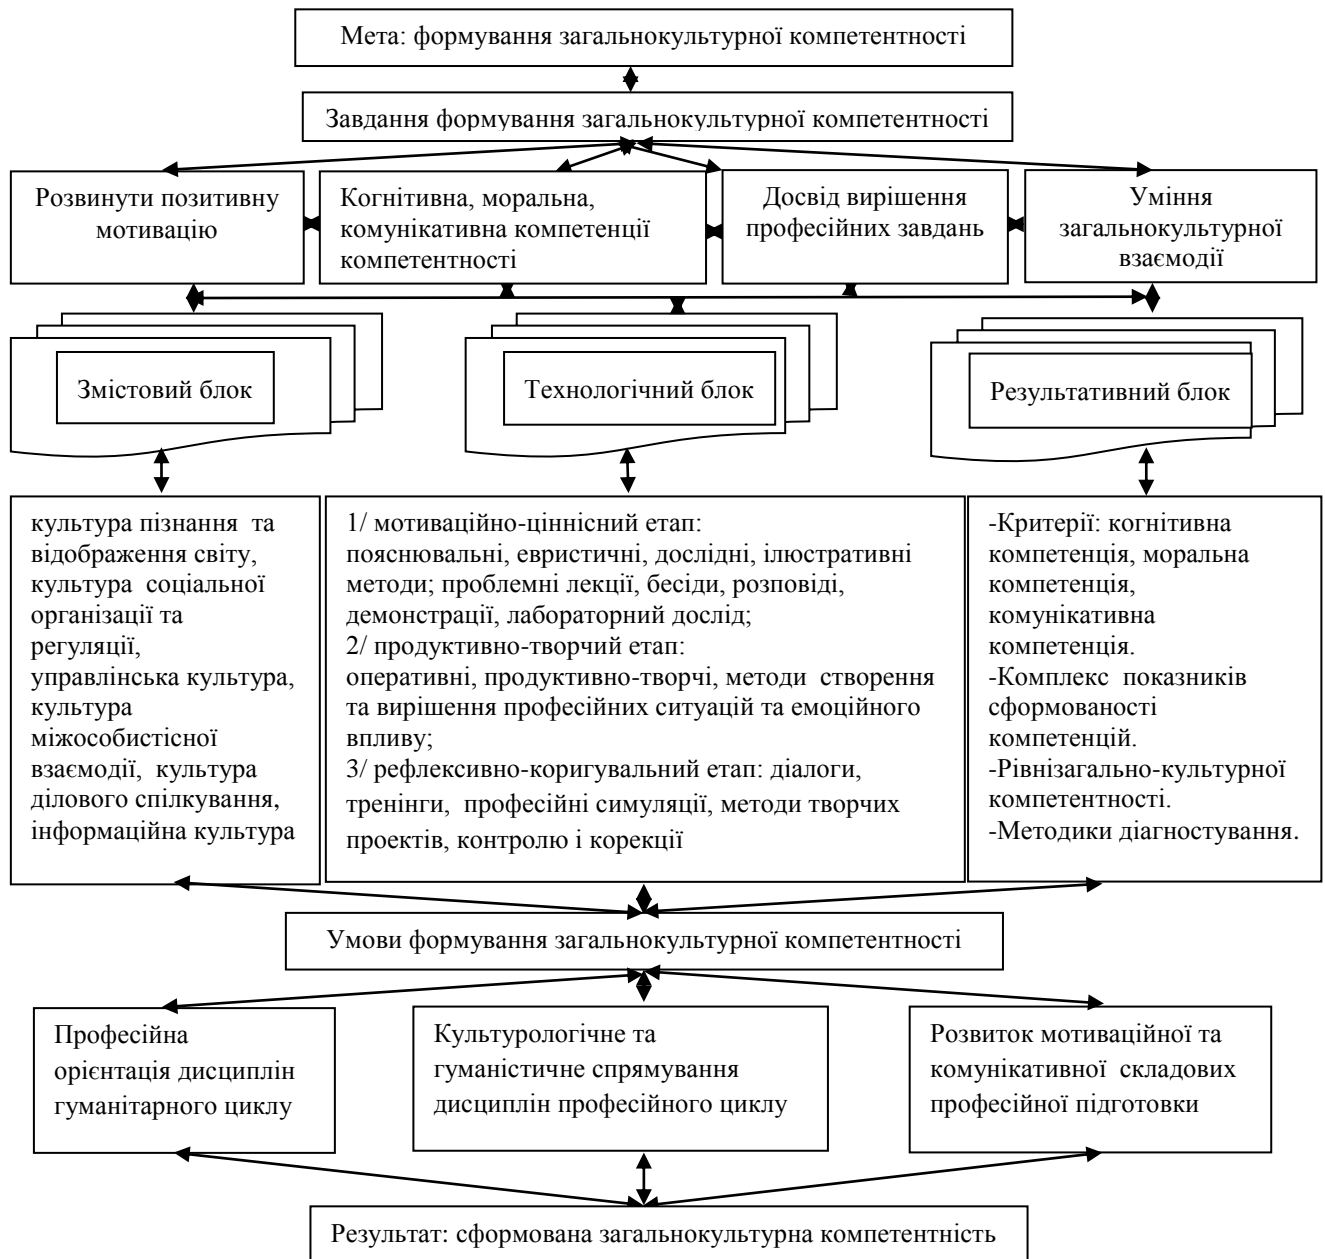 Мета: формування загальнокультурної компетентності
Завдання формування загальнокультурної компетентності
Розвинути позитивну
мотивацію
Когнітивна, моральна,
комунікативна компетенції
компетентності
Досвід вирішення
професійних завдань
Уміння
загальнокультурної
взаємодії
Змістовий блок
Технологічний блок
Результативний блок
культура пізнання та
відображення світу,
культура соціальної
організації та
регуляції,
управлінська культура,
культура
міжособистісної
взаємодії, культура
ділового спілкування,
інформаційна культура
1/ мотиваційно-ціннісний етап:
пояснювальні, евристичні, дослідні, ілюстративні
методи; проблемні лекції, бесіди, розповіді,
демонстрації, лабораторний дослід;
2/ продуктивно-творчий етап:
оперативні, продуктивно-творчі, методи створення
та вирішення професійних ситуацій та емоційного
впливу;
3/ рефлексивно-коригувальний етап: діалоги,
тренінги, професійні симуляції, методи творчих
проектів, контролю і корекції
-Критерії: когнітивна
компетенція, моральна
компетенція,
комунікативна
компетенція.
-Комплекс показників
сформованості
компетенцій.
-Рівнізагально-культурної
компетентності.
-Методики діагностування.
Умови формування загальнокультурної компетентності
Професійна
орієнтація дисциплін
гуманітарного циклу
Культурологічне та
гуманістичне спрямування
дисциплін професійного циклу
Розвиток мотиваційної та
комунікативної складових
професійної підготовки
Результат: сформована загальнокультурна компетентність